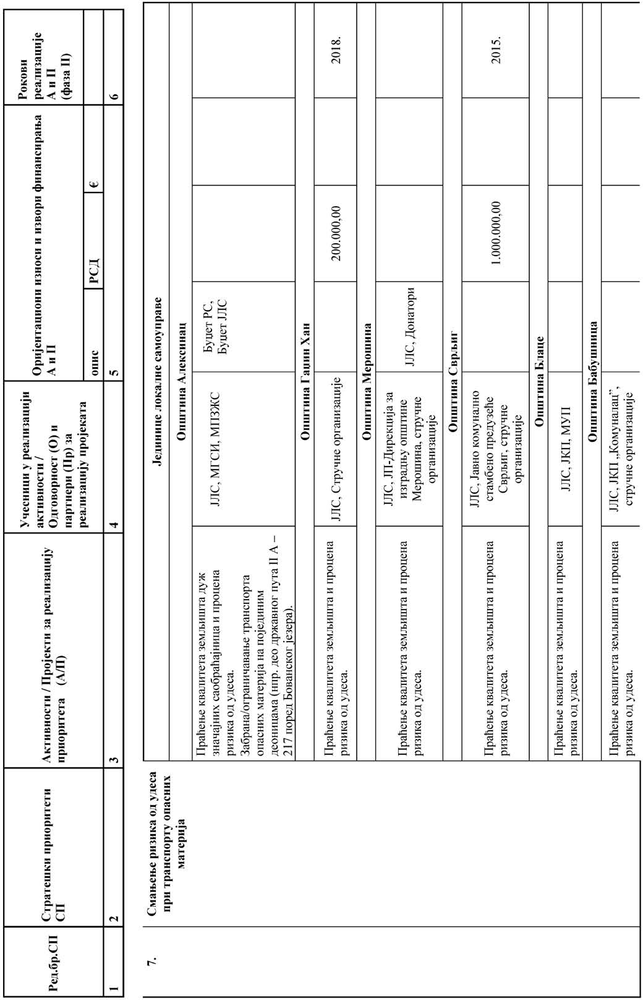 Ред.бр.СП
Стратешки приоритети
СП
Активности / Пројекти за реализацију
приоритета (А/П)
Учесници у реализацији
активности /
Одговорност (О) и
партнери (Пр) за
реализацију пројеката
Оријентациони износи и извори финансирања
А и П
опис
РСД
€
Рокови
реализације
А и П
(фаза II)
1
2
3
4
5
6
7.
Смањење ризика од удеса
при транспорту опасних
материја
Јединице локалне самоуправе
Општина Алексинац
Праћење квалитета земљишта дуж
значајних саобраћајница и процена
ризика од удеса.
Забрана/ограничавање транспорта
опасних материја на појединим
деоницама (нпр. део државног пута II А –
217 поред Бованског језера).
ЈЛС, МГСИ, МПЗЖС
Буџет РС,
Буџет ЈЛС
Општина Гаџин Хан
Праћење квалитета земљишта и процена
ризика од удеса.
ЈЛС, Стручне организације
200.000,00
2018.
Општина Мерошина
Праћење квалитета земљишта и процена
ризика од удеса.
ЈЛС, ЈП-Дирекција за
изградњу општине
Мерошина, стручне
организације
ЈЛС, Донатори
Општина Сврљиг
Праћење квалитета земљишта и процена
ризика од удеса.
ЈЛС, Јавно комунално
стамбено предузеће
Сврљиг, стручне
организације
1.000.000,00
2015.
Општина Блаце
Праћење квалитета земљишта и процена
ризика од удеса.
ЈЛС, ЈКП, МУП
Општина Бабушница
Праћење квалитета земљишта и процена
ризика од удеса.
ЈЛС, ЈКП „Комуналац”,
стручне организације